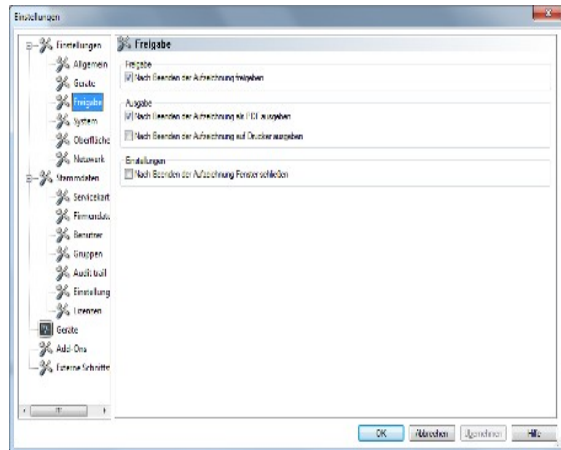 Einstellungen
Einstellungen
Allgemein
Geräte
Freigabe
System
Oberfläche
Netzwerk
Stammdaten
Servicekart
Firmendate
Benutzer
Gruppen
Audit trail
Einstellung
Lizenzen
Geräte
Add-Ons
Externe Schnitts
Freigabe
Freigabe
Nach Beenden der Aufzeichnung freigeben
Ausgabe
Nach Beenden der Aufzeichnung als PDF ausgeben
Nach Beenden der Aufzeichnung auf Drucker ausgeben
Einstellungen
Nach Beenden der Aufzeichnung Fenster schließen
OK Abbrechen Übernehmen Hilfe